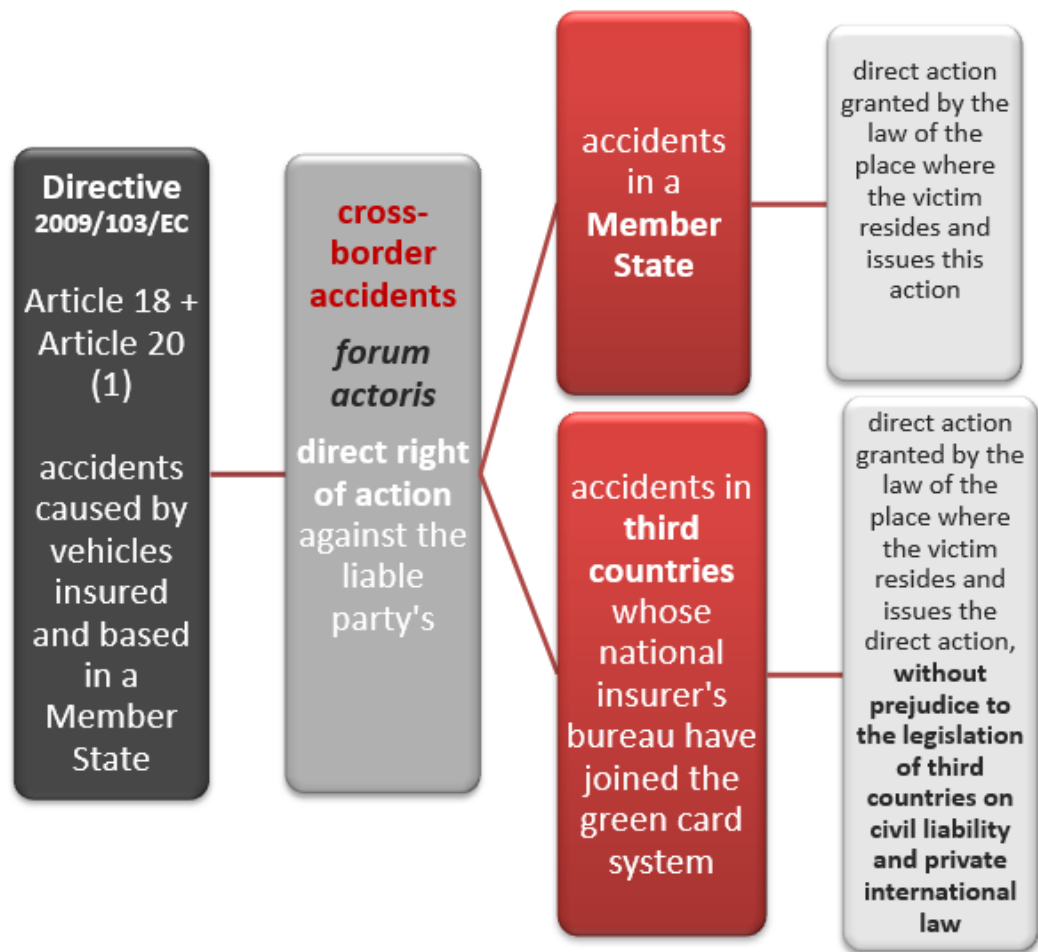 Directive
2009/103/EC
Article 18 +
Article 20
(1)
accidents
caused by
vehicles
insured
and based
in a
Member
State
cross-
border
accidents
forum
actoris
direct right
of action
against the
liable
party's
accidents
in a
Member
State
direct action
granted by the
law of the
place where
the victim
resides and
issues this
action
accidents in
third
countries
whose
national
insurer's
bureau have
joined the
green card
system
direct action
granted by the
law of the
place where
the victim
resides and
issues the
direct action,
without
prejudice to
the legislation
of third
countries on
civil liability
and private
international
law